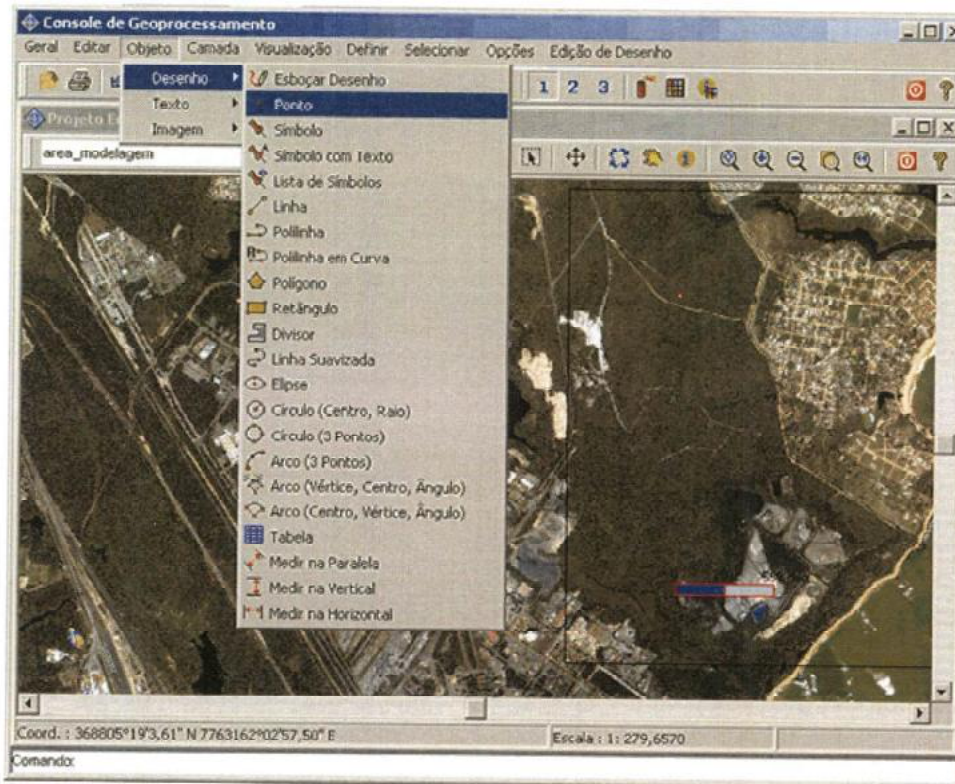 Console de Geoprocessamento
Geral Editar Objeto Camada Visualização Definir Selecionar Opções Edição de Desenho
Desenho
Texto
Imagem
1 2 3
Projeto
area_modelagem
Esboçar Desenho
Ponto
Símbolo
Símbolo com Texto
Lista de Símbolos
Linha
Polilinha
Polilinha em Curva
Polígono
Retângulo
Divisor
Linha Suavizada
Elipse
Círculo (Centro, Raio)
Círculo (3 Pontos)
Arco (3 Pontos)
Arco (Vértice, Centro, Ângulo)
Arco (Centro, Vértice, Ângulo)
Tabela
Medir na Paralela
Medir na Vertical
Medir na Horizontal
Coord. : 368805°19'3,61" N 7763162°02'57,50" E
Escala : 1: 279,6570
Comando: